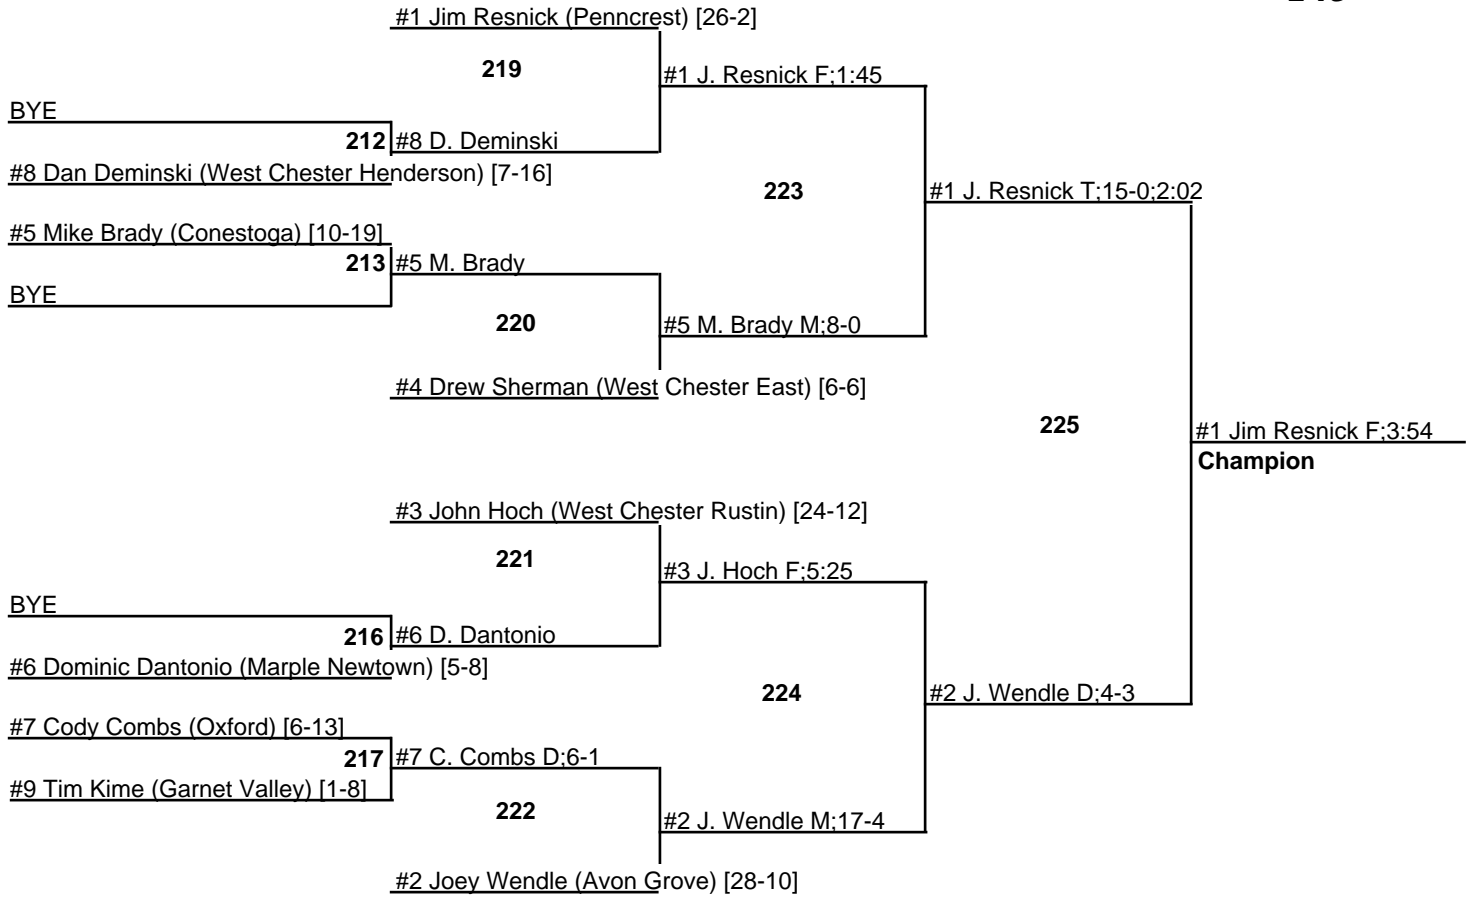 #1 Jim Resnick (Penncrest) [26-2]
219
#1 J. Resnick F;1:45
BYE
212
#8 D. Deminski
#8 Dan Deminski (West Chester Henderson) [7-16]
223
#1 J. Resnick T;15-0;2:02
#5 Mike Brady (Conestoga) [10-19]
213
#5 M. Brady
BYE
220
#5 M. Brady M;8-0
#4 Drew Sherman (West Chester East) [6-6]
225
#1 Jim Resnick F;3:54
Champion
#3 John Hoch (West Chester Rustin) [24-12]
221
#3 J. Hoch F;5:25
BYE
216
#6 D. Dantonio
#6 Dominic Dantonio (Marple Newtown) [5-8]
224
#2 J. Wendle D;4-3
#7 Cody Combs (Oxford) [6-13]
217
#7 C. Combs D;6-1
#9 Tim Kime (Garnet Valley) [1-8]
222
#2 J. Wendle M;17-4
#2 Joey Wendle (Avon Grove) [28-10]